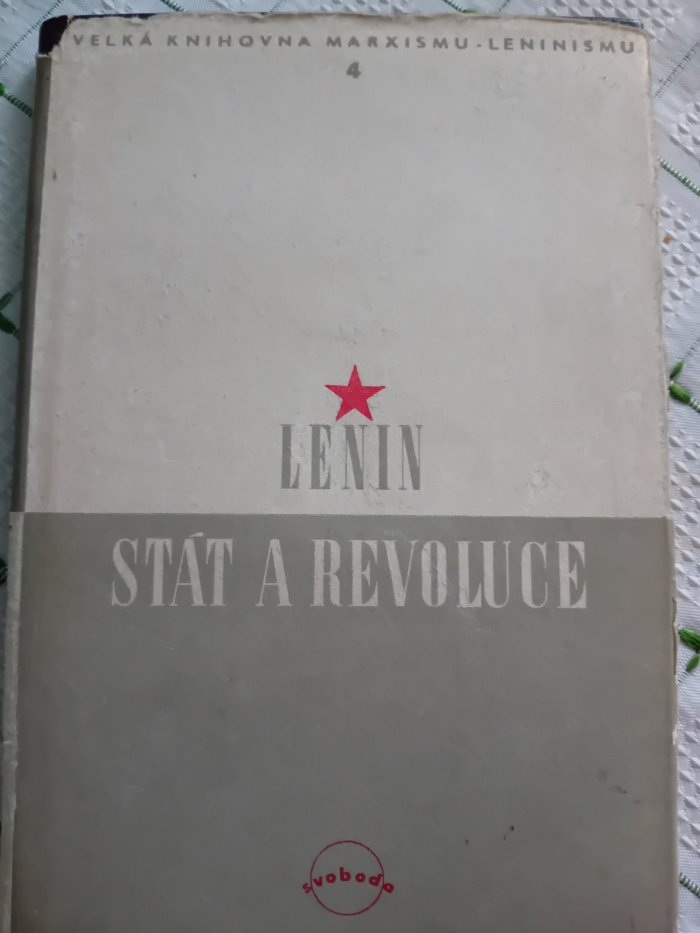 VELKÁ KNIHOVNA MARXISMU-LENINISMU
4
LENIN
STÁT A REVOLUCE
svoboda